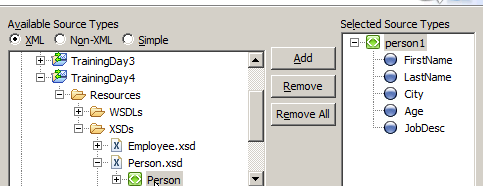 Available Source Types
XML Non-XML Simple
TrainingDay3
TrainingDay4
Resources
WSDLs
XSDs
Employee.xsd
Person.xsd
Person
Add
Remove
Remove All
Selected Source Types
person1
FirstName
LastName
City
Age
JobDesc